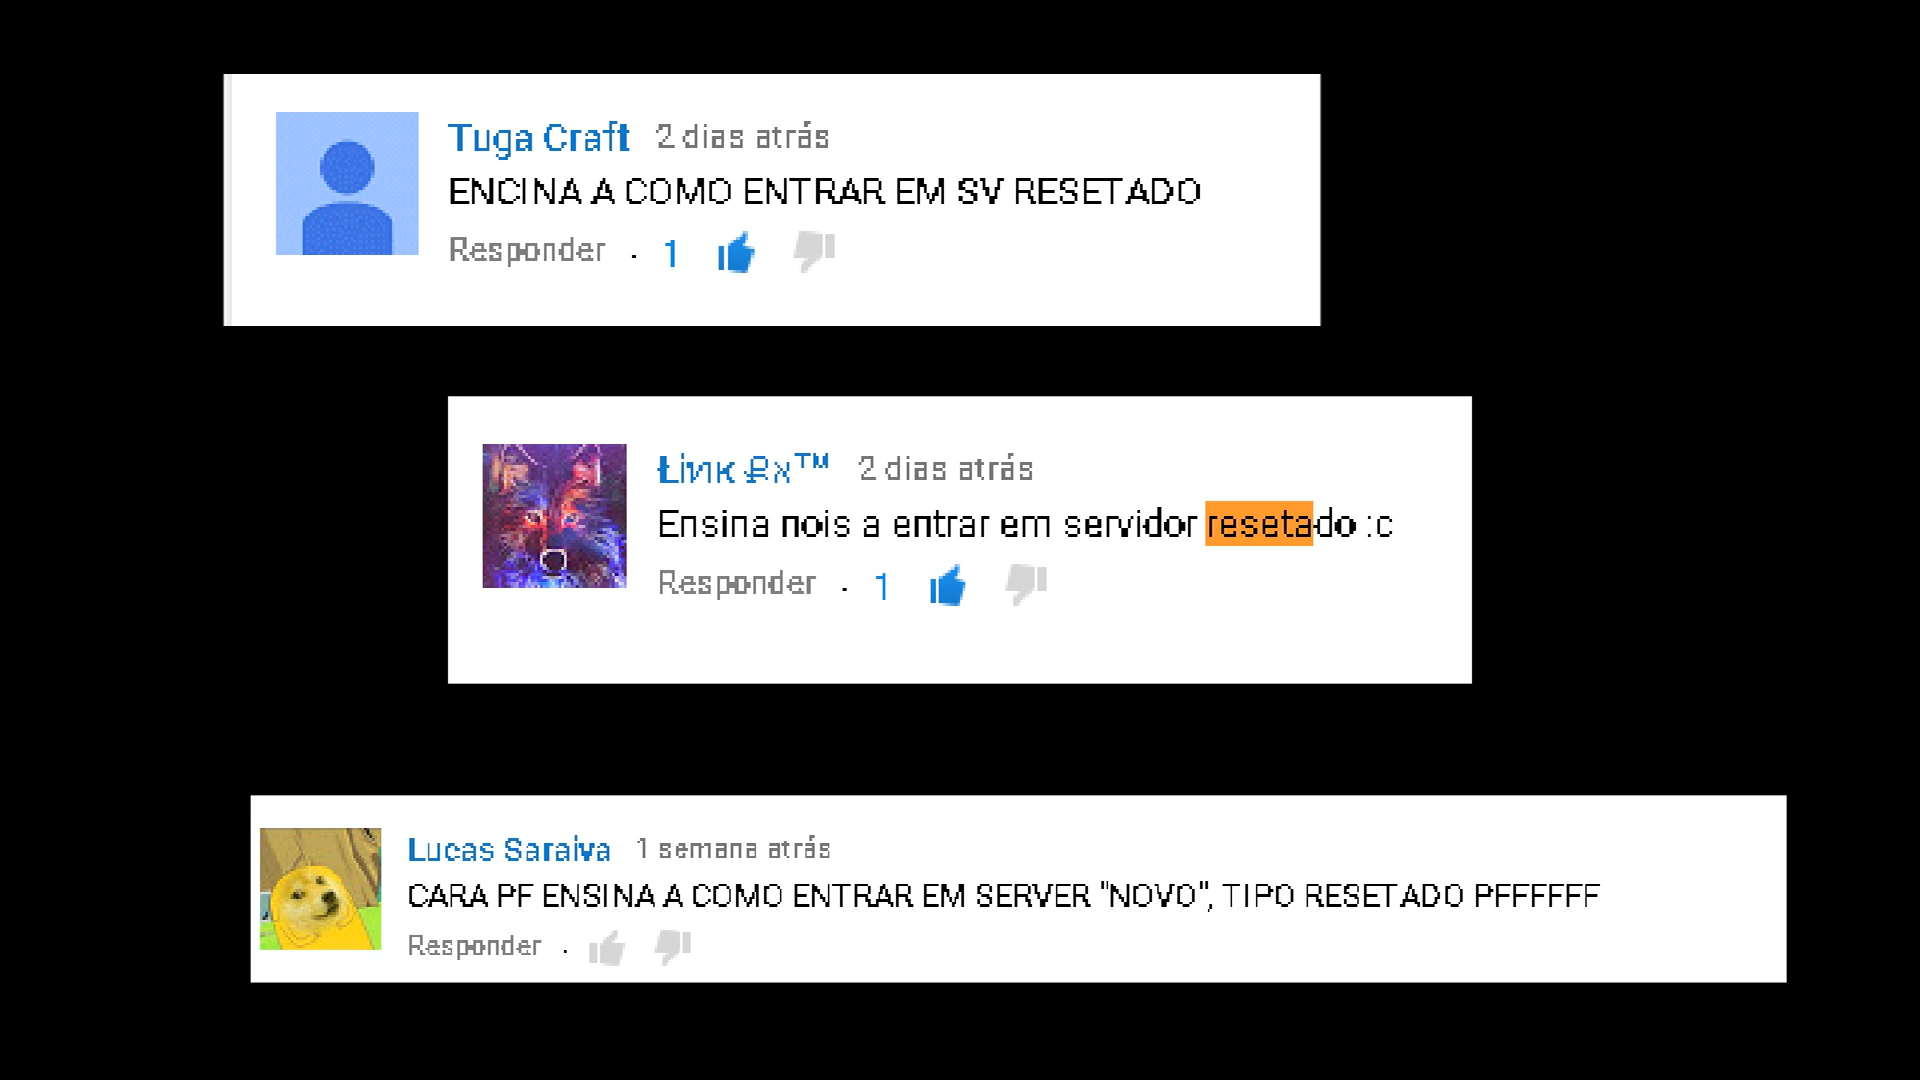 Tuga Craft 2 dias atrás
ENCINA A COMO ENTRAR EM SV RESETADO
Responder . 1
Łiиκ ₽x™ 2 dias atrás
Ensina nois a entrar em servidor resetado :c
Responder . 1
Lucas Saraiva 1 semana atrás
CARA PF ENSINA A COMO ENTRAR EM SERVER "NOVO", TIPO RESETADO PFFFFFF
Responder .